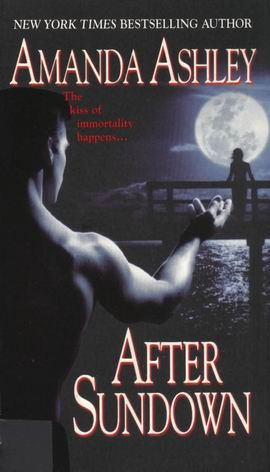 NEW YORK TIMES BESTSELLING AUTHOR
AMANDA ASHLEY
The
kiss of
immortality
happens...
AFTER
SUNDOWN